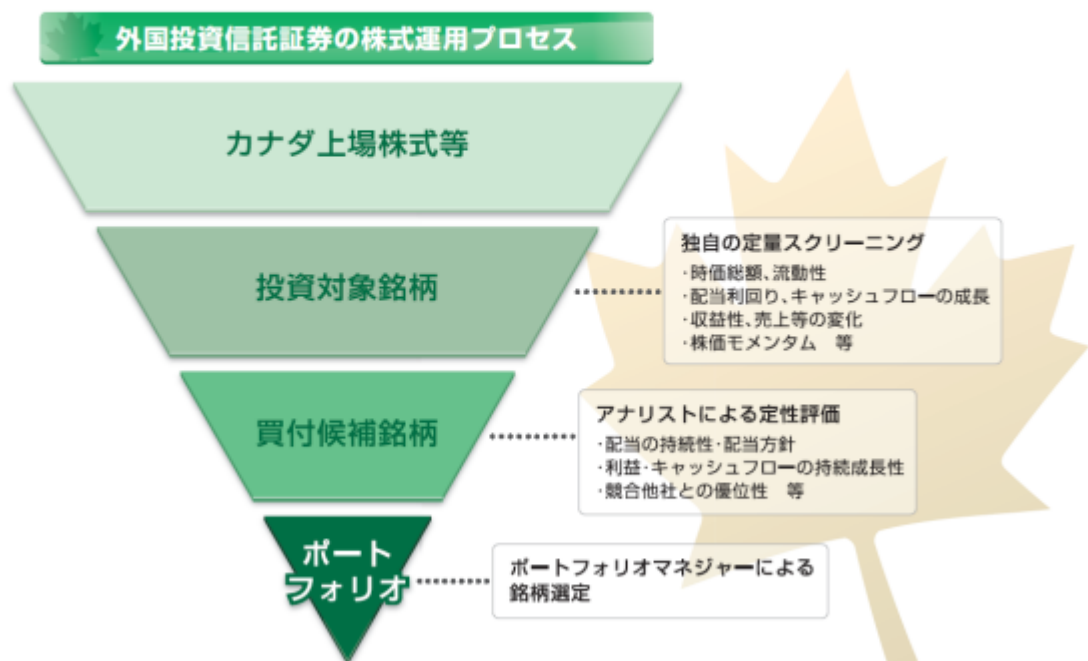 外国投資信託証券の株式運用プロセス
カナダ上場株式等
投資対象銘柄
独自の定量スクリーニング
・時価総額、流動性
・配当利回り、キャッシュフローの成長
・収益性、売上等の変化
・株価モメンタム　等
買付候補銘柄
アナリストによる定性評価
・配当の持続性・配当方針
・利益・キャッシュフローの持続成長性
・競合他社との優位性　等
ポート
フォリオ
ポートフォリオマネジャーによる
銘柄選定